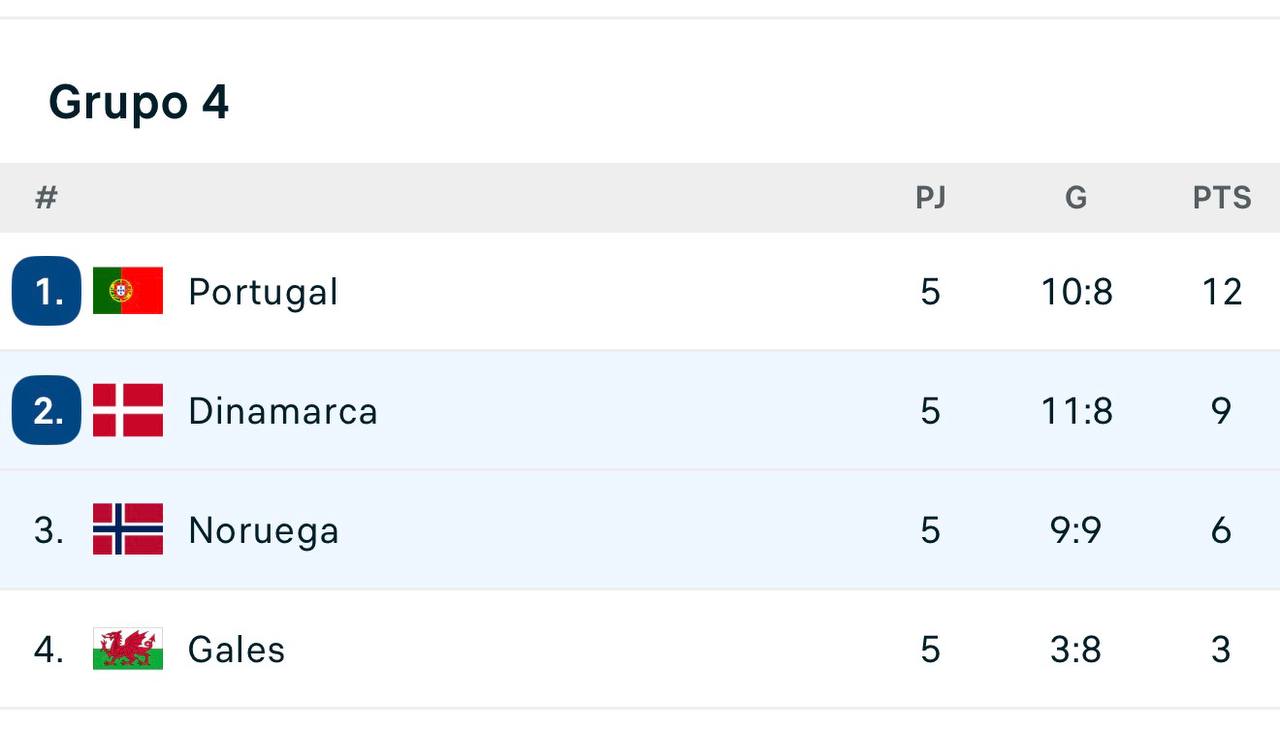 Grupo 4
# PJ G PTS
1. Portugal 5 10:8 12
2. Dinamarca 5 11:8 9
3. Noruega 5 9:9 6
4. Gales 5 3:8 3